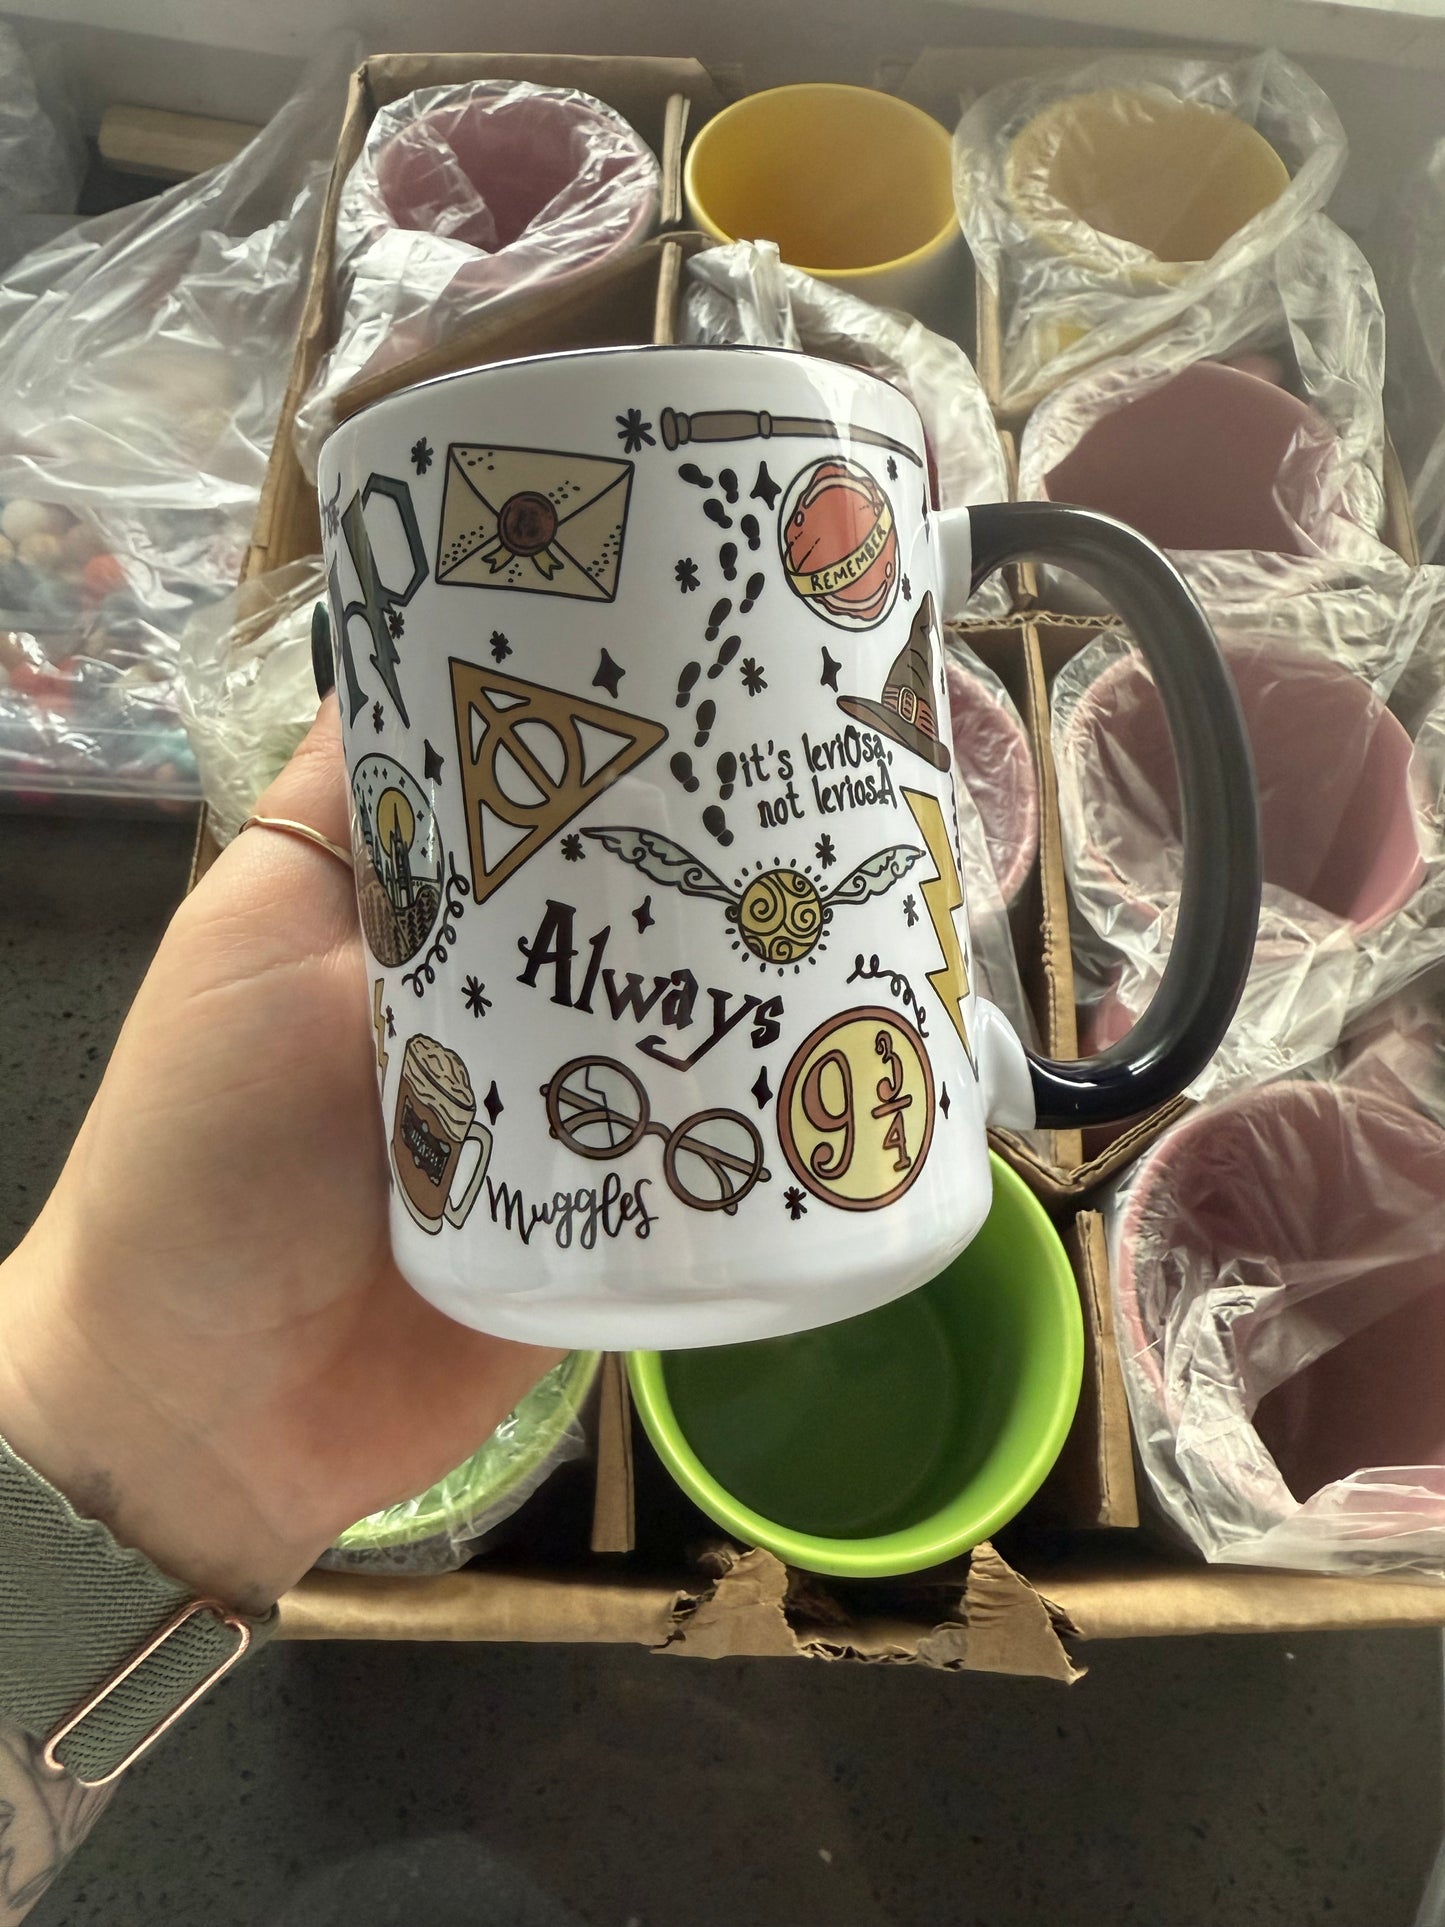 REMEMBER
it's leviOsa,
not leviosA
Always
9 3/4
Muggles